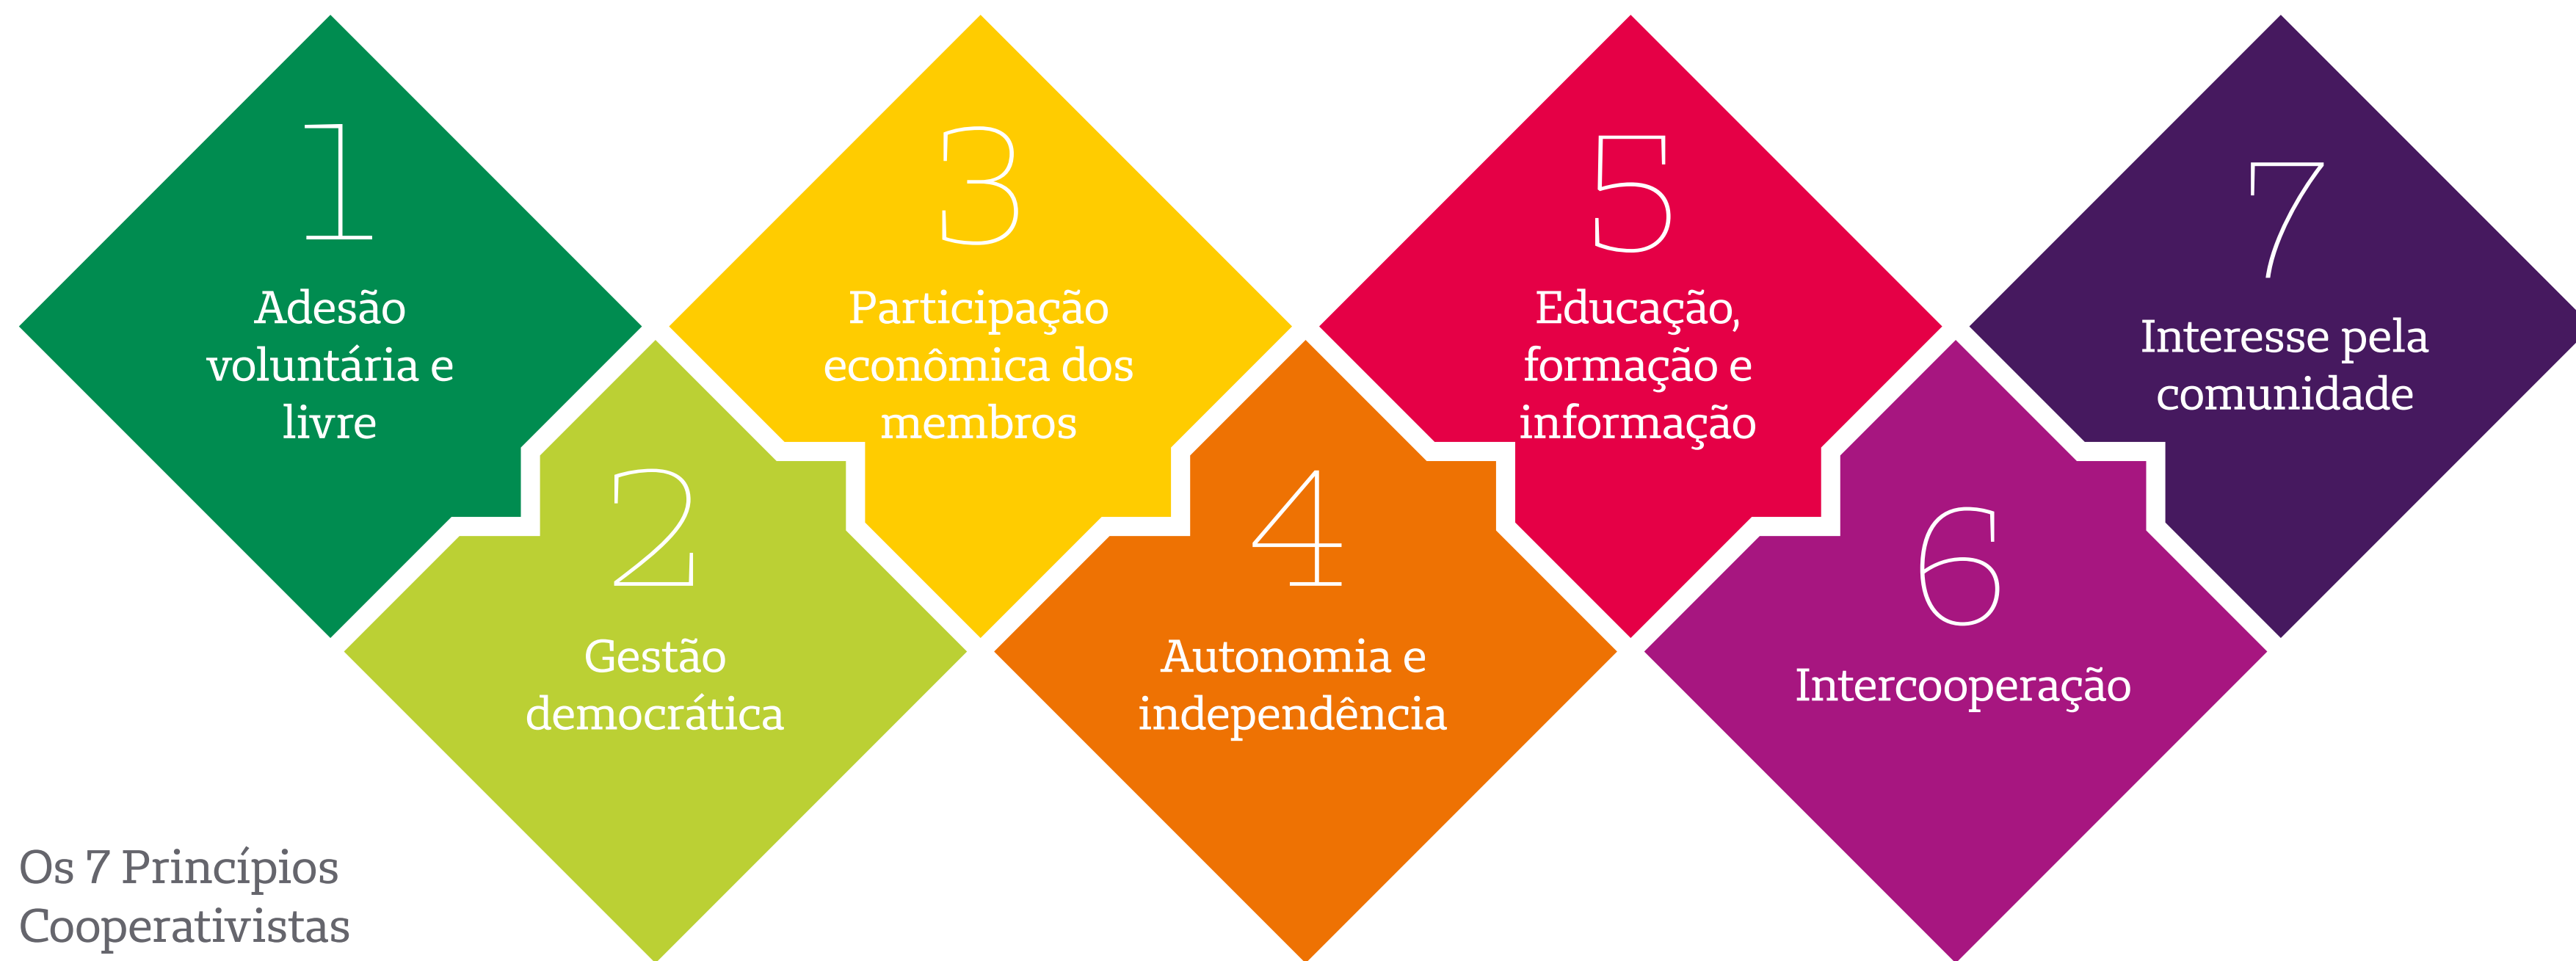 1
Adesão
voluntária e
livre
2
Gestão
democrática
3
Participação
econômica dos
membros
4
Autonomia e
independência
5
Educação,
formação e
informação
6
Intercooperação
7
Interesse pela
comunidade
Os 7 Princípios
Cooperativistas